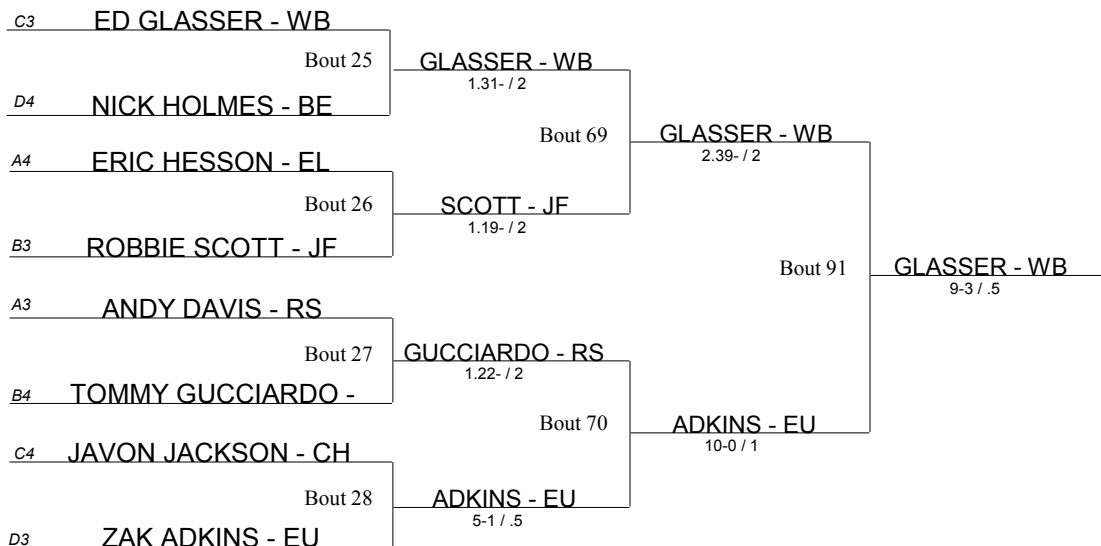 C3 ED GLASSER - WB
Bout 25 GLASSER - WB
1.31- / 2
D4 NICK HOLMES - BE
Bout 69 GLASSER - WB
2.39- / 2
A4 ERIC HESSON - EL
Bout 26 SCOTT - JF
1.19- / 2
B3 ROBBIE SCOTT - JF
Bout 91 GLASSER - WB
9-3 / .5
A3 ANDY DAVIS - RS
Bout 27 GUCCIARDO - RS
1.22- / 2
B4 TOMMY GUCCIARDO -
Bout 70 ADKINS - EU
10-0 / 1
C4 JAVON JACKSON - CH
Bout 28 ADKINS - EU
5-1 / .5
D3 ZAK ADKINS - EU